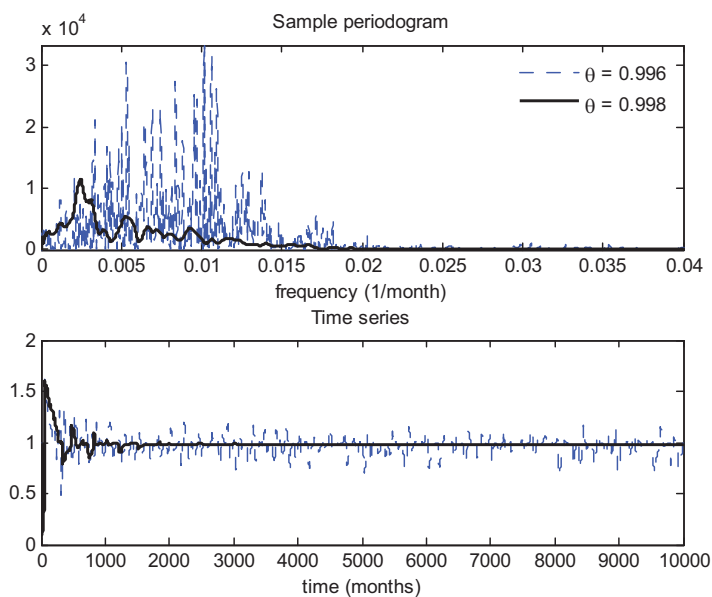 Sample periodogram
x 10^4
θ = 0.996
θ = 0.998
3
2
1
0
0 0.005 0.01 0.015 0.02 0.025 0.03 0.035 0.04
frequency (1/month)
Time series
2
1.5
1
0.5
0
0 1000 2000 3000 4000 5000 6000 7000 8000 9000 10000
time (months)